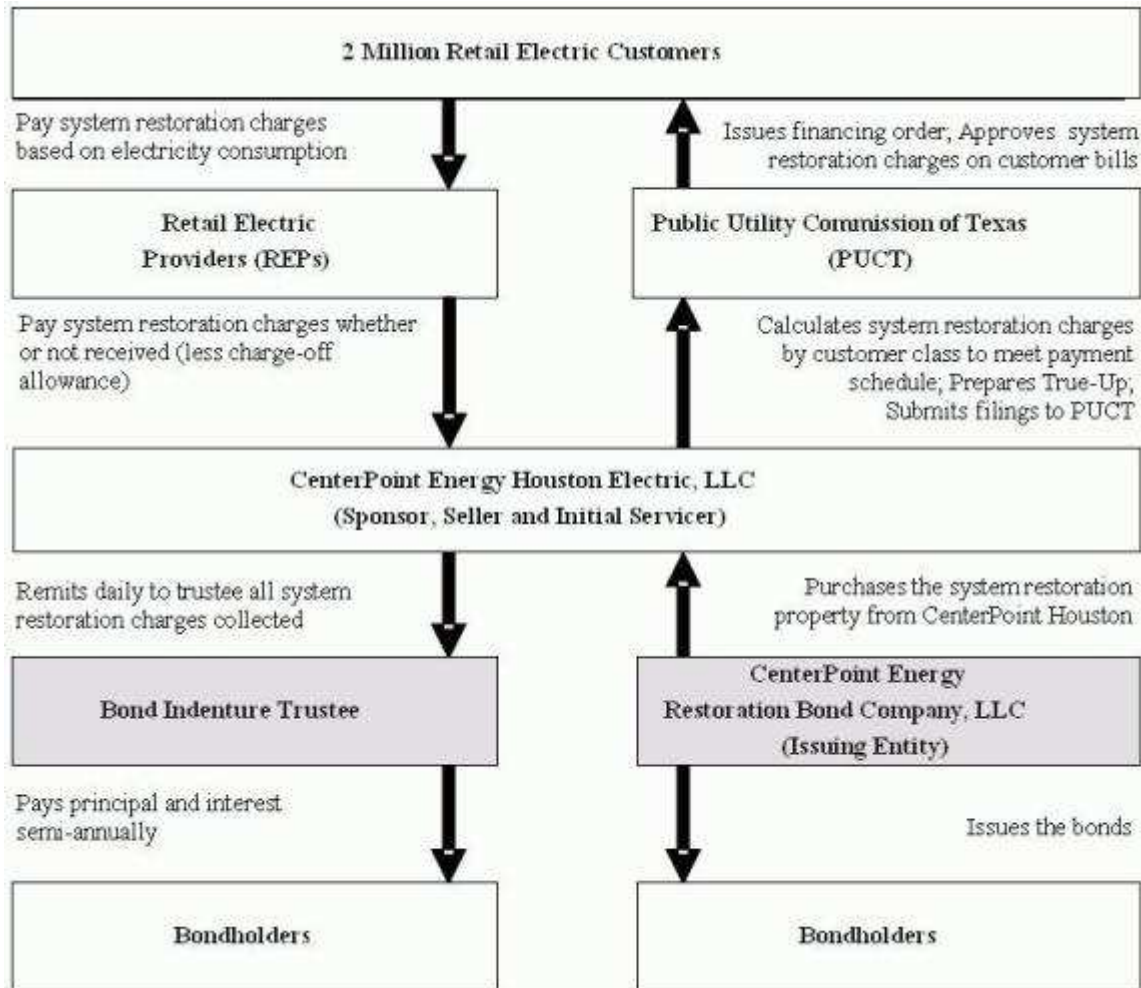 2 Million Retail Electric Customers
Pay system restoration charges
based on electricity consumption
Issues financing order; Approves system
restoration charges on customer bills
Retail Electric
Providers (REPs)
Public Utility Commission of Texas
(PUCT)
Pay system restoration charges whether
or not received (less charge-off
allowance)
Calculates system restoration charges
by customer class to meet payment
schedule; Prepares True-Up;
Submits filings to PUCT
CenterPoint Energy Houston Electric, LLC
(Sponsor, Seller and Initial Servicer)
Remits daily to trustee all system
restoration charges collected
Purchases the system restoration
property from CenterPoint Houston
Bond Indenture Trustee
CenterPoint Energy
Restoration Bond Company, LLC
(Issuing Entity)
Pays principal and interest
semi-annually
Issues the bonds
Bondholders
Bondholders